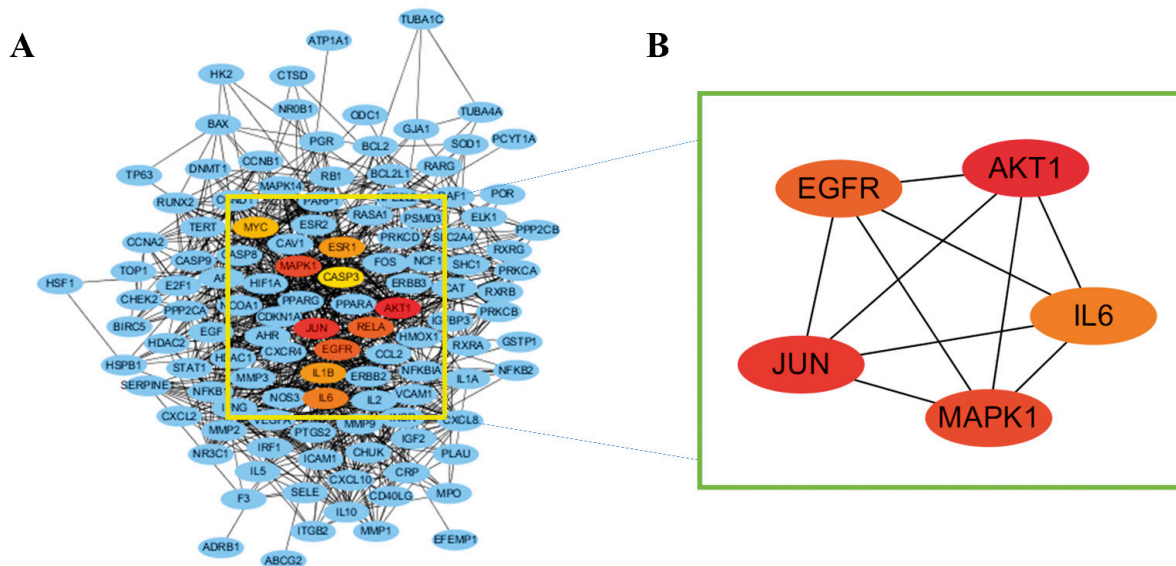 A
B
TUBA1C
ATP1A1
HK2
CTSD
NR0B1
ODC1
TUBA4A
BAX
PGR
BCL2
GJA1
SOD1
PCYT1A
TP63
DNMT1
CCNB1
RB1
BCL2L1
RARG
MAPK14
RUNX2
PARP1
POR
RASA1
PSMD3
ELK1
TERT
MYC
ESR2
PPP2CB
CCNA2
CAV1
ESR1
PRKCD
RXRG
CASP9
CASP8
MAPK1
FOS
NCF1
SHC1
PRKCA
HSF1
TOP1
E2F1
HIF1A
CASP3
ERBB3
RXRB
CHEK2
PPP2CA
NCOA1
PPARG
PPARA
AKT1
PRKCB
BIRC5
EGF
CDKN1A
JUN
RELA
HMOX1
HDAC2
AHR
EGFR
RXRA
GSTP1
HSPB1
STAT1
HDAC1
CXCR4
CCL2
NFKBIA
IL1A
NFKB2
SERPINE1
MMP3
IL1B
ERBB2
VCAM1
NOS3
IL6
IL2
CXCL2
MMP2
PTGS2
MMP9
CXCL8
NR3C1
IRF1
ICAM1
CHUK
IGF2
PLAU
IL5
CXCL10
CRP
F3
SELE
CD40LG
MPO
ITGB2
IL10
MMP1
EFEMP1
ADRB1
ABCG2
AKT1
EGFR
IL6
JUN
MAPK1